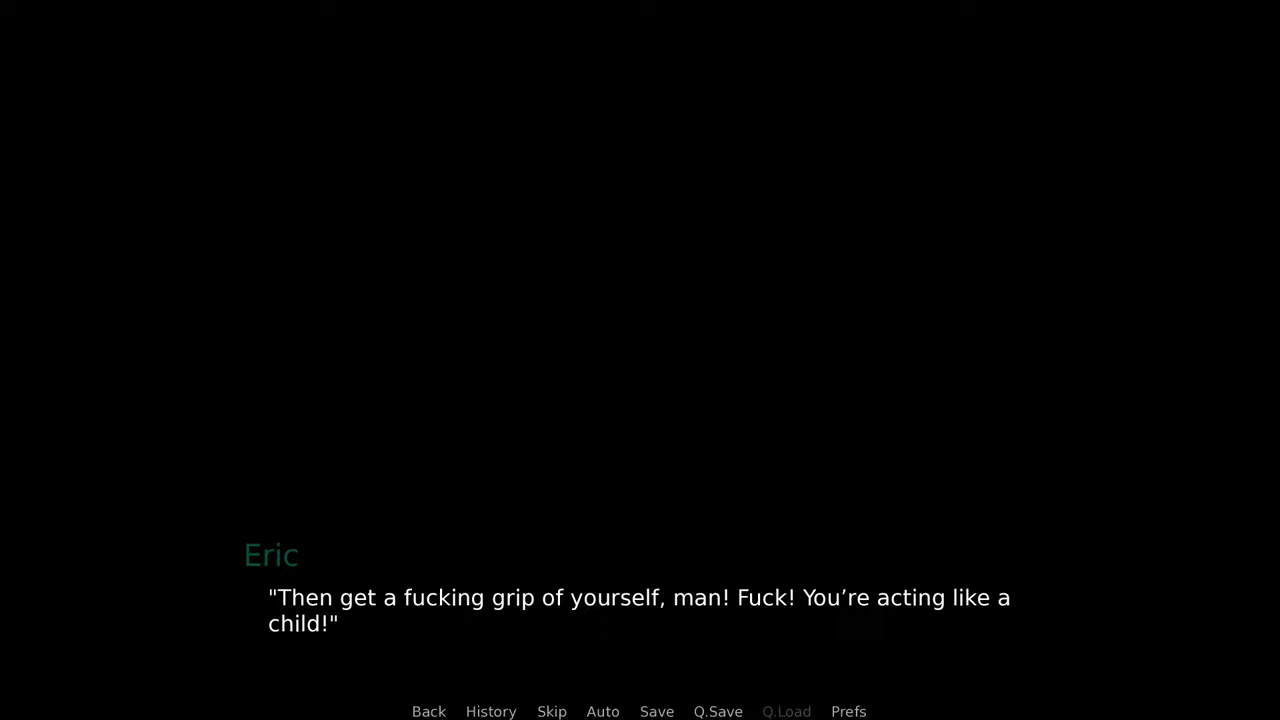 Eric
"Then get a fucking grip of yourself, man! Fuck! You’re acting like a
child!"
Back History Skip Auto Save Q.Save Q.Load Prefs